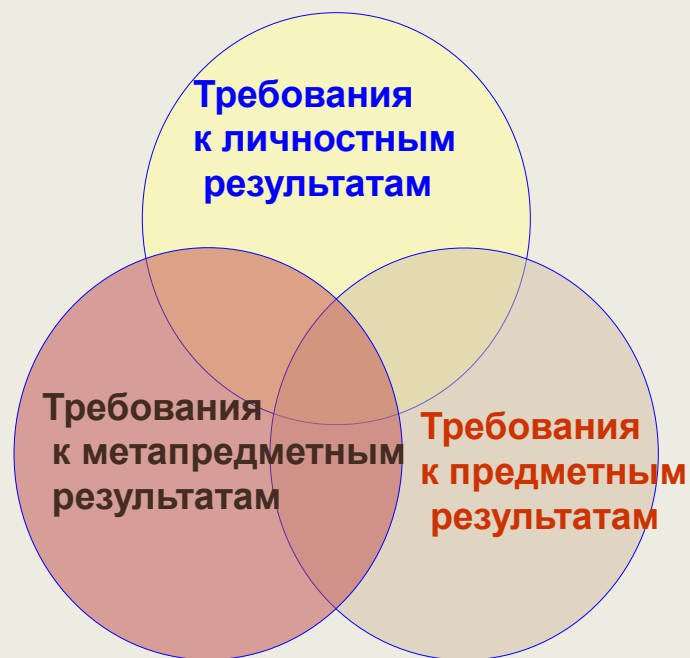 Требования
к личностным
результатам
Требования
к метапредметным
результатам
Требования
к предметным
результатам